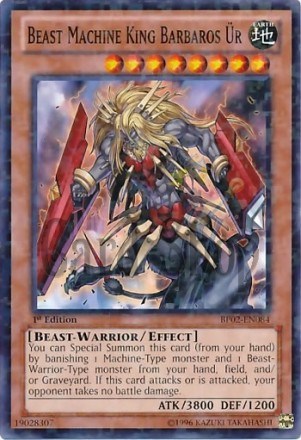 BEAST MACHINE KING BARBAROS ÜR
EARTH
地
1st Edition
BP02-EN084
[BEAST-WARRIOR/EFFECT]
You can Special Summon this card (from your hand)
by banishing 1 Machine-Type monster and 1 Beast-
Warrior-Type monster from your hand, field, and/
or Graveyard. If this card attacks or is attacked, your
opponent takes no battle damage.
ATK/3800 DEF/1200
19028307
©1996 KAZUKI TAKAHASHI